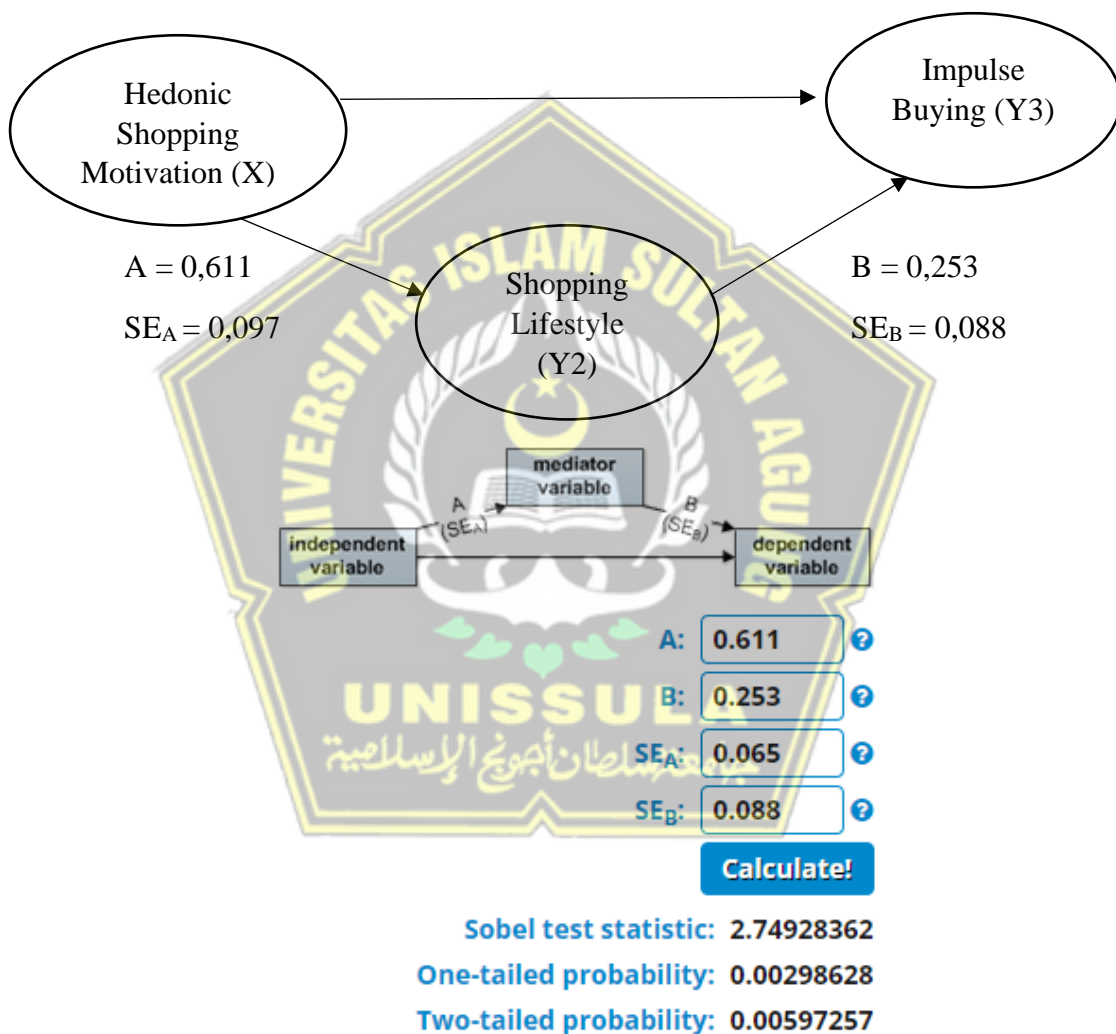 Hedonic
Shopping
Motivation (X)
Impulse
Buying (Y3)
A = 0,611
SEA = 0,097
Shopping
Lifestyle
(Y2)
B = 0,253
SEB = 0,088
UNIVERSITAS ISLAM SULTAN AGUNG
mediator
variable
A
(SEA)
B
(SEB)
independent
variable
dependent
variable
A: 0.611
B: 0.253
SEA: 0.065
SEB: 0.088
UNISSULA
جامعة سلطان أجونج الإسلامية
Calculate!
Sobel test statistic: 2.74928362
One-tailed probability: 0.00298628
Two-tailed probability: 0.00597257